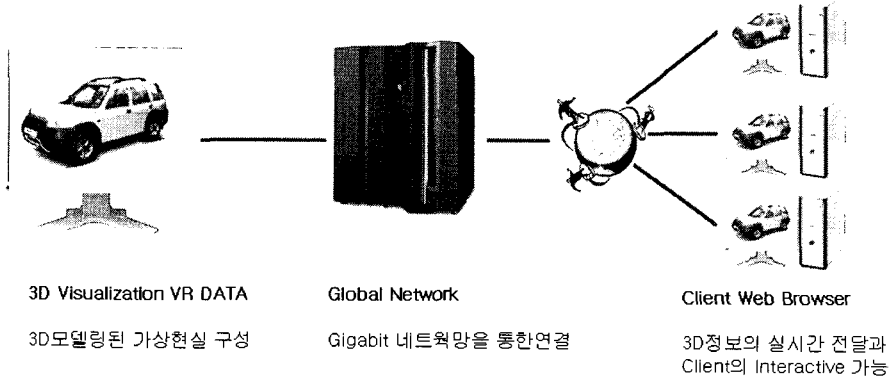 3D Visualization VR DATA
3D모델링된 가상현실 구성
Global Network
Gigabit 네트웍망을 통한연결
Client Web Browser
3D정보의 실시간 전달과
Client의 Interactive 가능